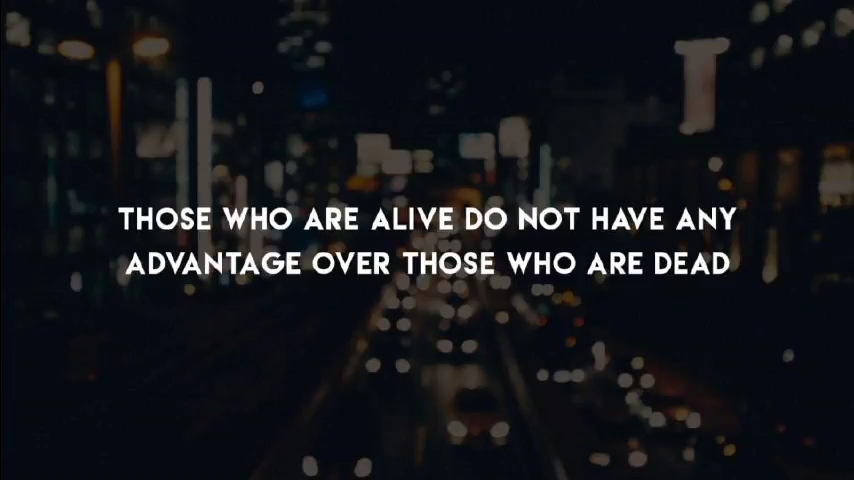 THOSE WHO ARE ALIVE DO NOT HAVE ANY
ADVANTAGE OVER THOSE WHO ARE DEAD